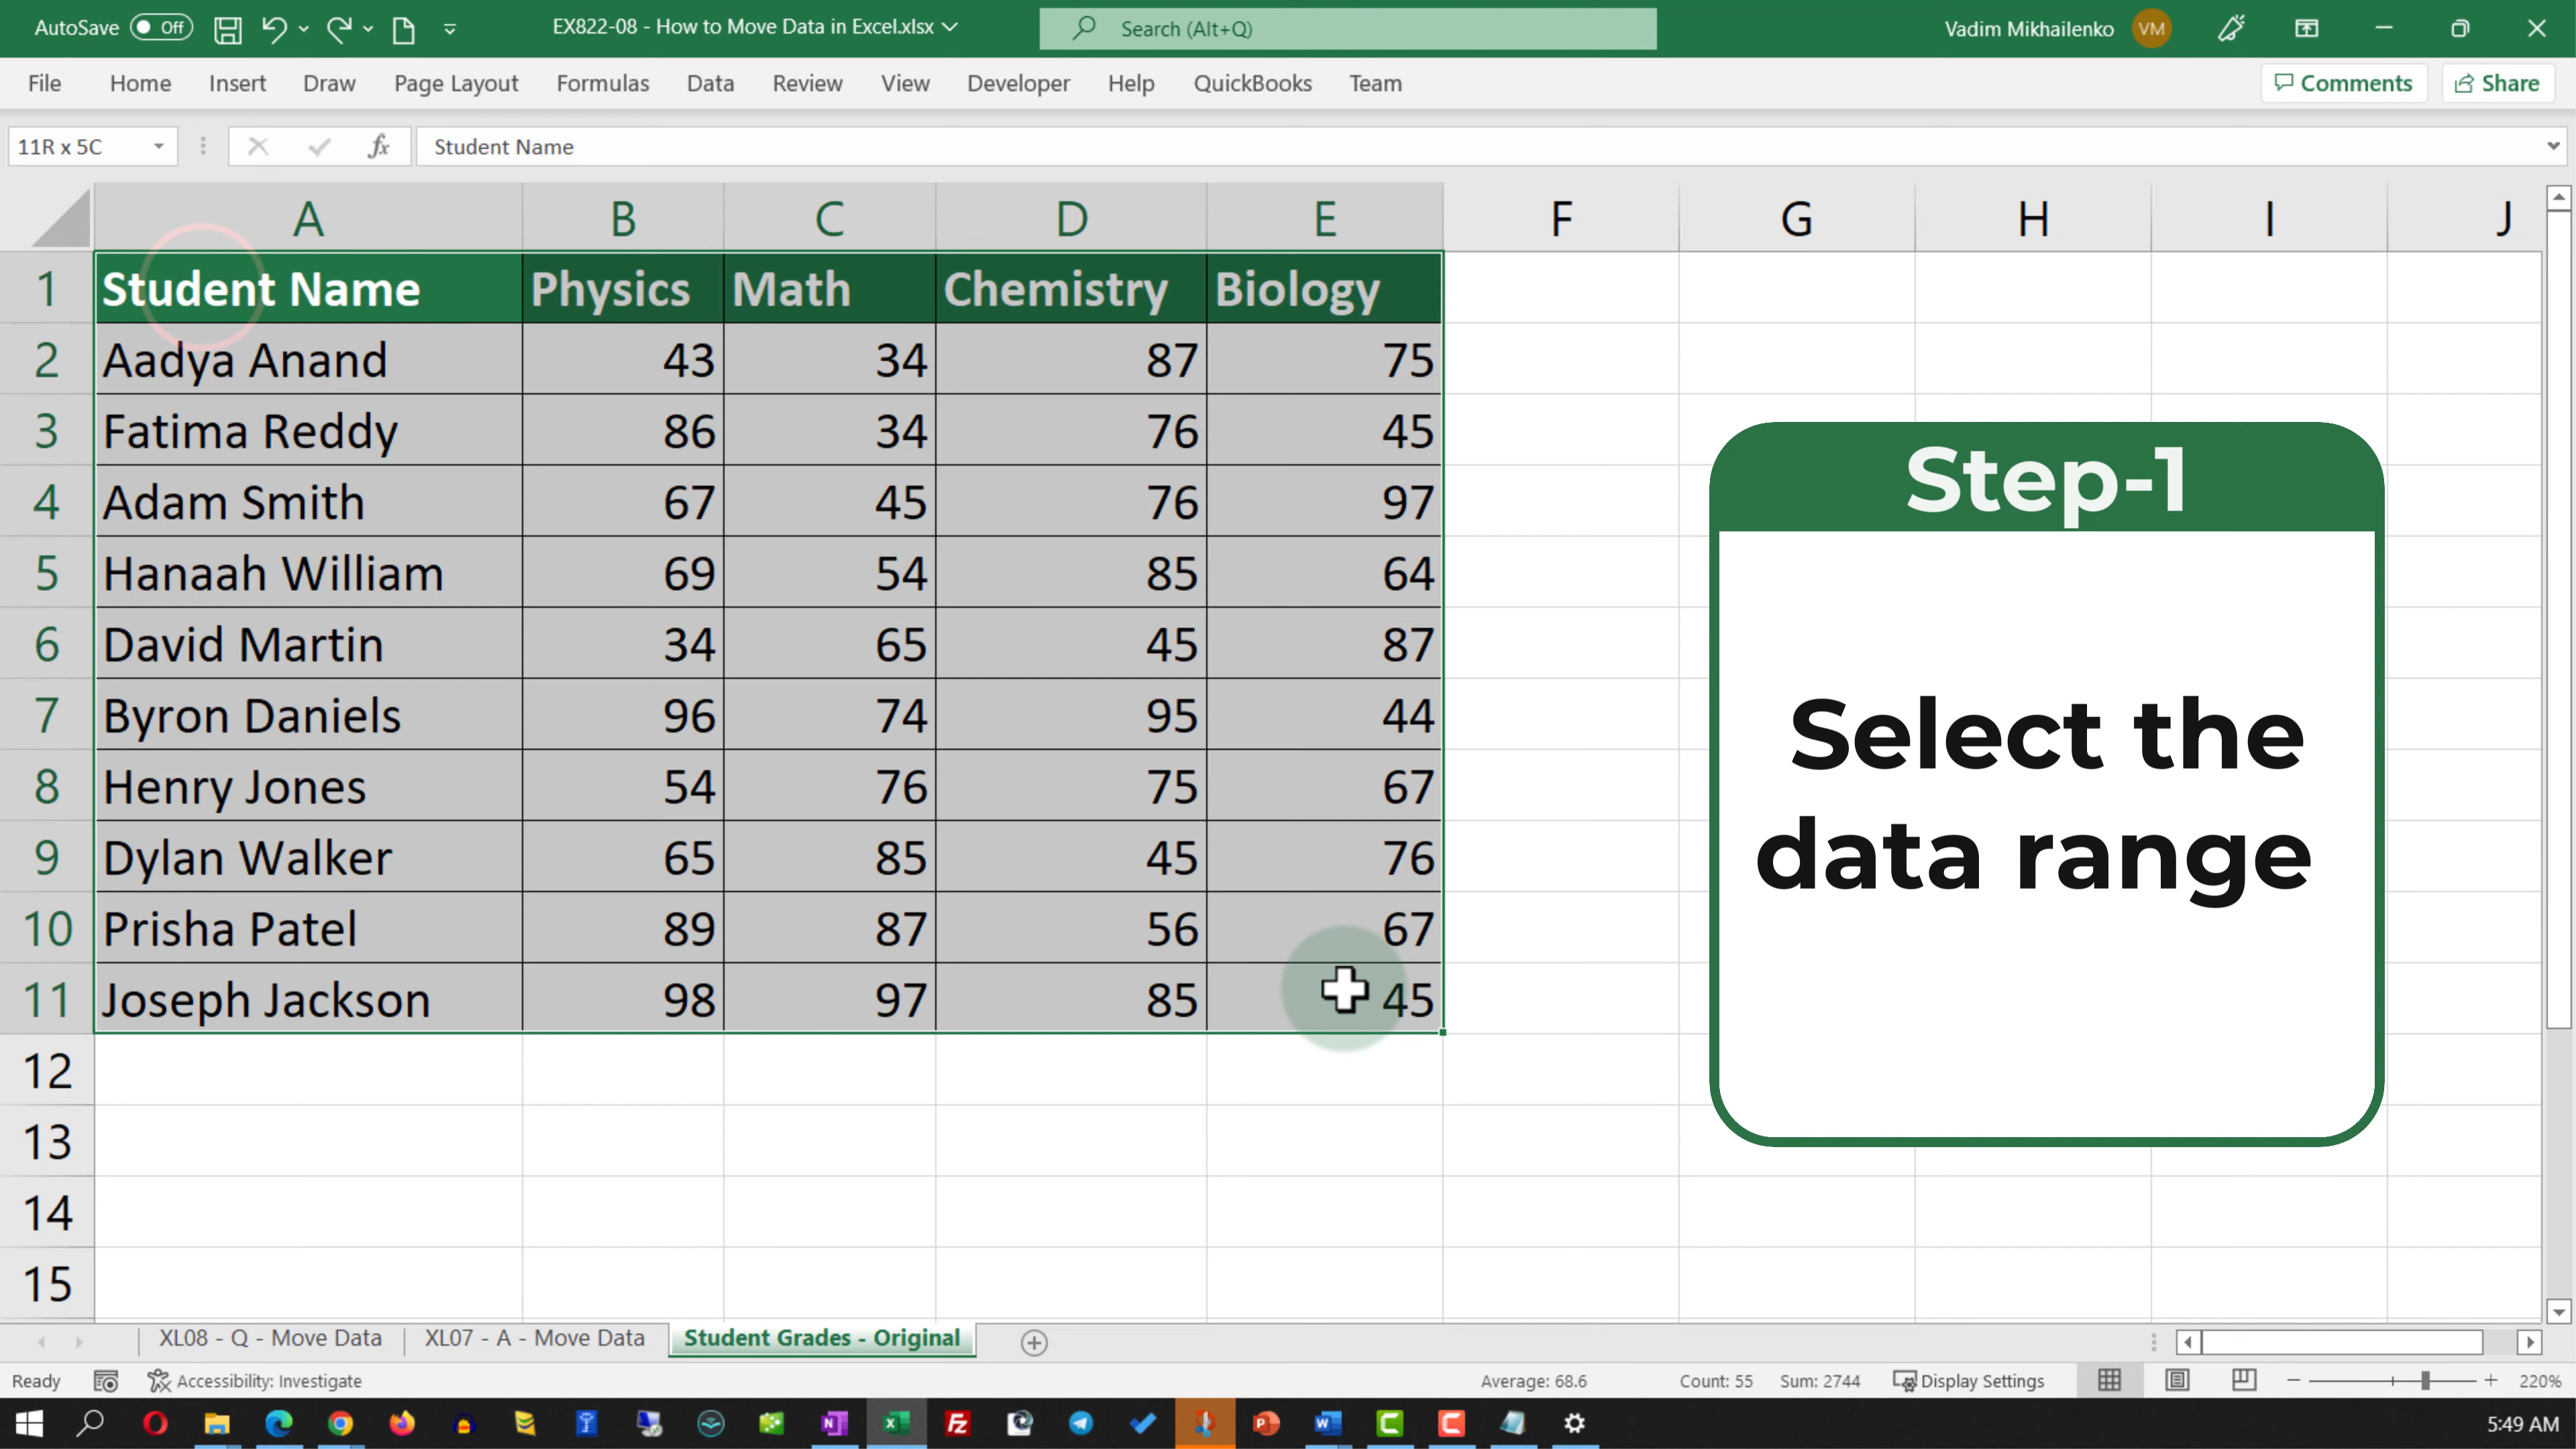 AutoSave Off EX822-08 - How to Move Data in Excel.xlsx Search (Alt+Q) Vadim Mikhailenko VM
File Home Insert Draw Page Layout Formulas Data Review View Developer Help QuickBooks Team Comments Share
11R x 5C fx Student Name
A B C D E F G H I J
1 Student Name Physics Math Chemistry Biology
2 Aadya Anand 43 34 87 75
3 Fatima Reddy 86 34 76 45
4 Adam Smith 67 45 76 97
5 Hanaah William 69 54 85 64
6 David Martin 34 65 45 87
7 Byron Daniels 96 74 95 44
8 Henry Jones 54 76 75 67
9 Dylan Walker 65 85 45 76
10 Prisha Patel 89 87 56 67
11 Joseph Jackson 98 97 85 45
12
13
14
15
Step-1
Select the
data range
XL08 - Q - Move Data XL07 - A - Move Data Student Grades - Original
Ready Accessibility: Investigate Average: 68.6 Count: 55 Sum: 2744 Display Settings 220%
5:49 AM